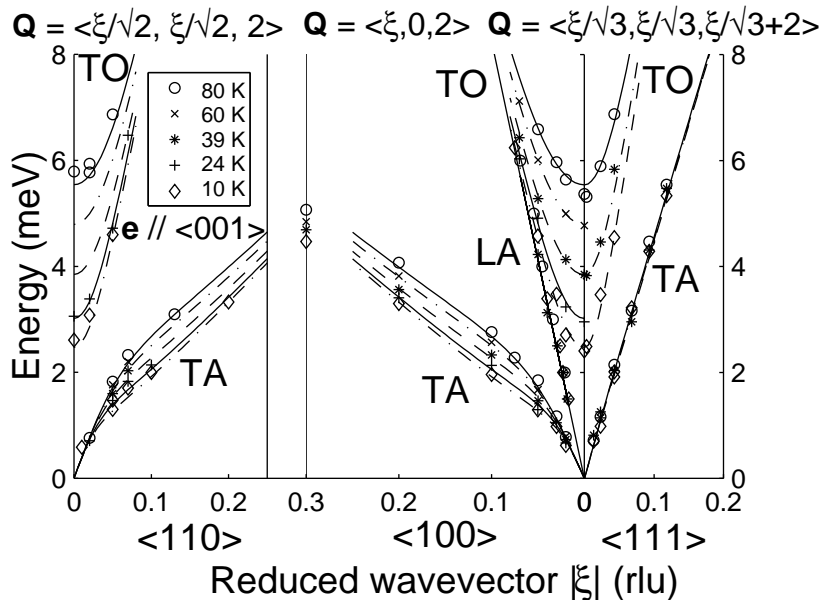 Q = <ξ/√2, ξ/√2, 2> Q = <ξ,0,2> Q = <ξ/√3,ξ/√3,ξ/√3+2>
8 TO TO TO 8
80 K
60 K
39 K
24 K
10 K
6 6
e // <001>
Energy (meV)
LA
4 4
TA
TA TA
2 2
0 0
0 0.1 0.2 0.3 0.2 0.1 0 0 0.1 0.2
<110> <100> <111>
Reduced wavevector |ξ| (rlu)